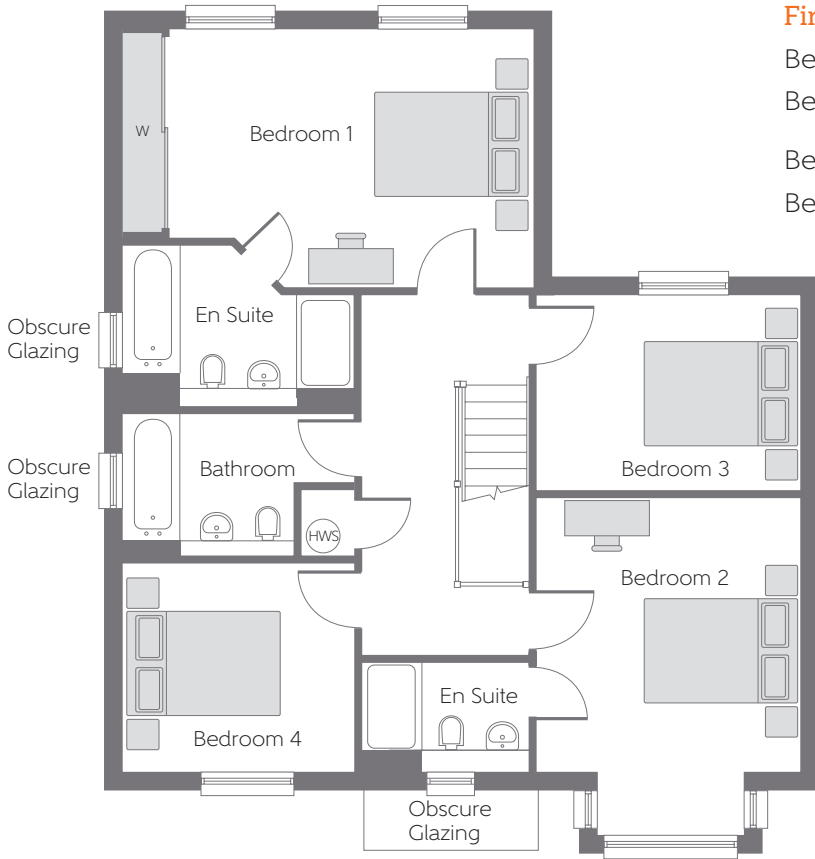 Bedroom 1
W
En Suite
Obscure
Glazing
Bathroom
Obscure
Glazing
HWS
Bedroom 3
Bedroom 2
Bedroom 4
En Suite
Obscure
Glazing
Fir
Be
Be
Be
Be